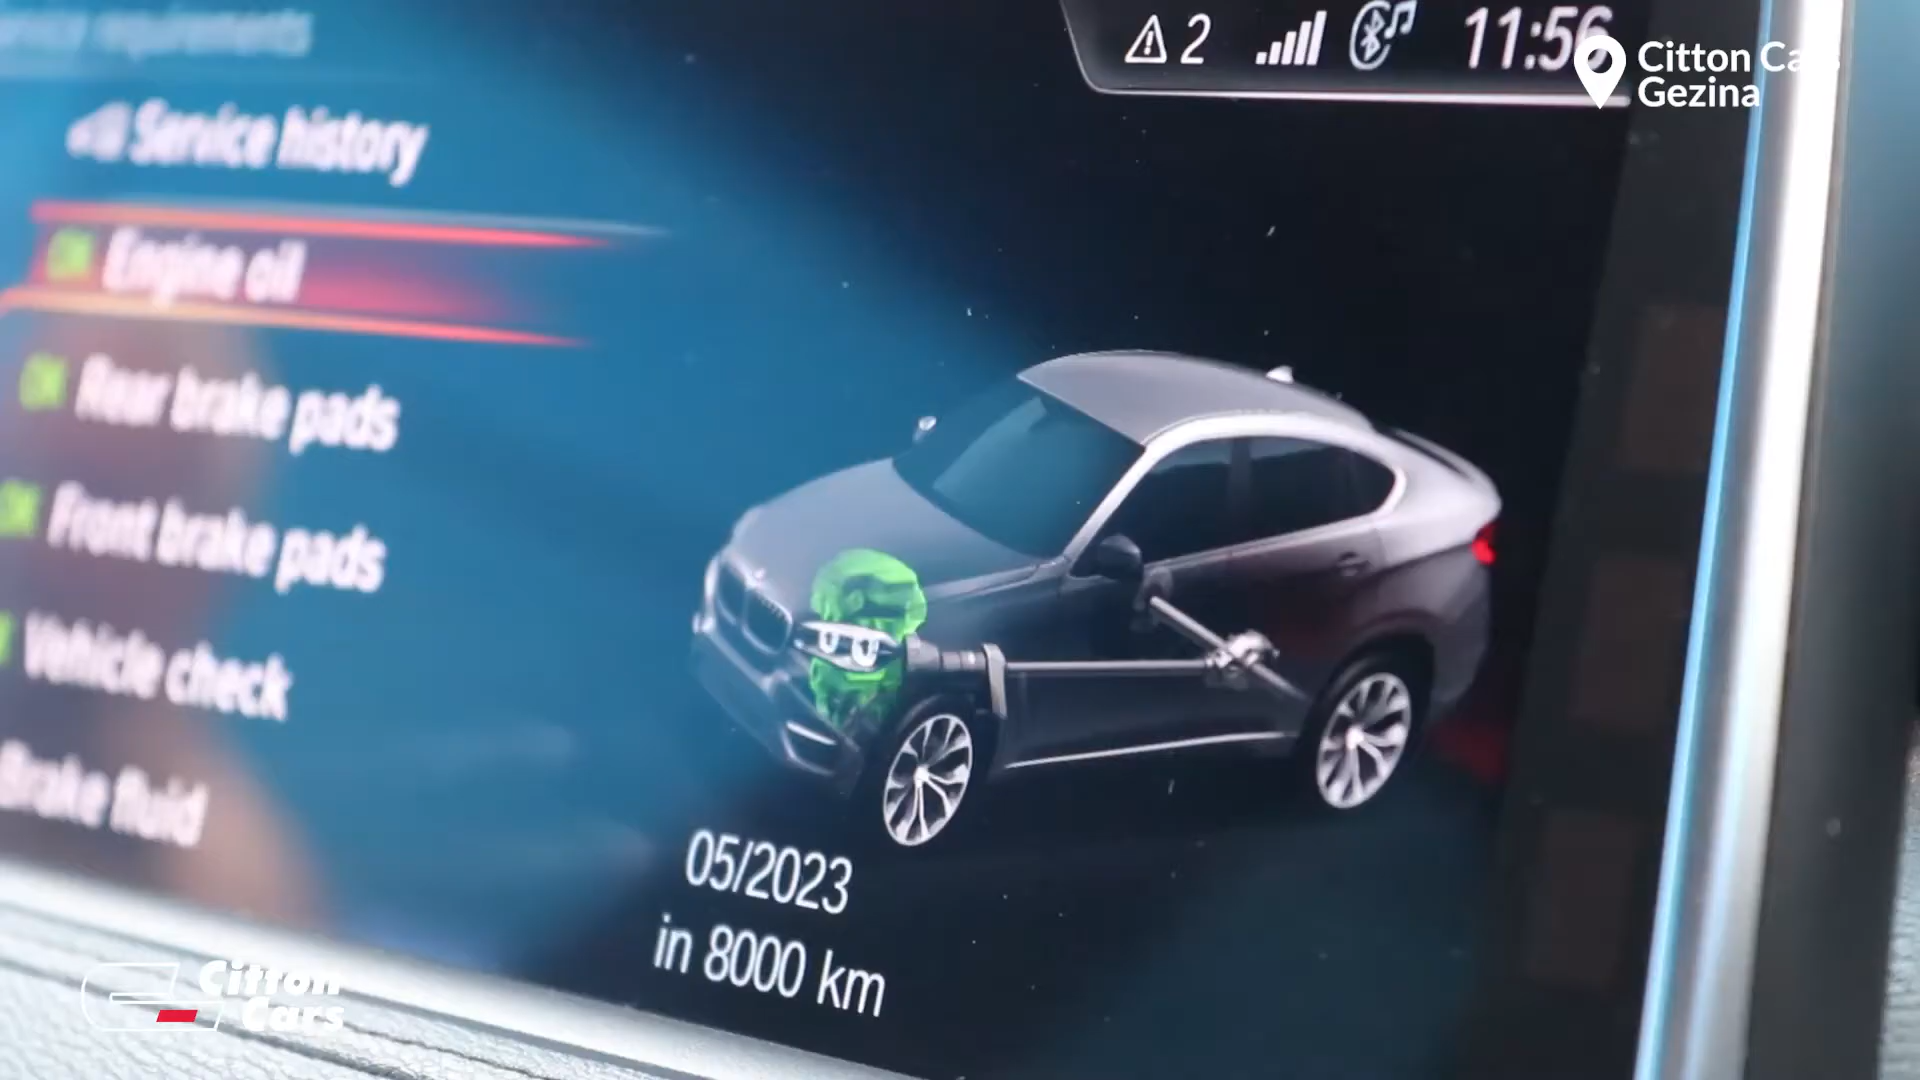 2 11:56
Citton Cars
Gezina
requirements
Service history
OK Engine oil
OK Rear brake pads
OK Front brake pads
Vehicle check
Brake fluid
05/2023
in 8000 km
Citton
Cars